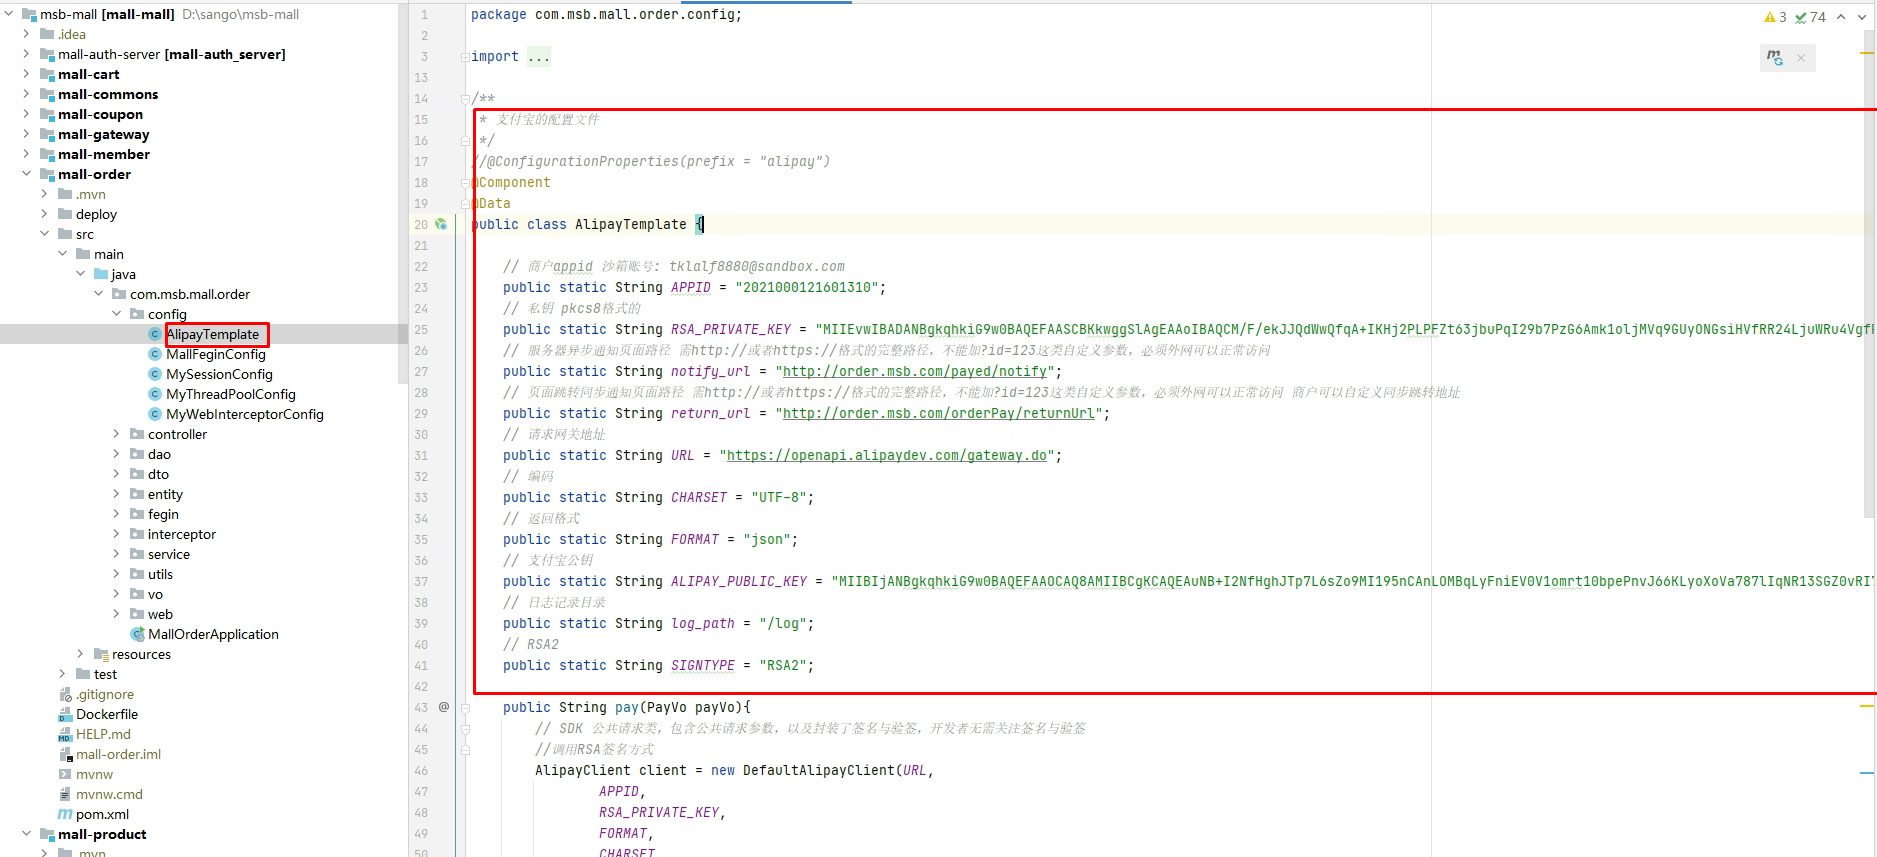 msb-mall [mall-mall] D:\sango\msb-mall
.idea
mall-auth-server [mall-auth_server]
mall-cart
mall-commons
mall-coupon
mall-gateway
mall-member
mall-order
.mvn
deploy
src
main
java
com.msb.mall.order
config
AlipayTemplate
MallFeginConfig
MySessionConfig
MyThreadPoolConfig
MyWebInterceptorConfig
controller
dao
dto
entity
fegin
interceptor
service
utils
vo
web
MallOrderApplication
resources
test
.gitignore
Dockerfile
HELP.md
mall-order.iml
mvnw
mvnw.cmd
pom.xml
mall-product
.mvn
3 74
1 package com.msb.mall.order.config;
2
3 import ...
13
14 /**
15 * 支付宝的配置文件
16 */
17 //@ConfigurationProperties(prefix = "alipay")
18 @Component
19 @Data
20 public class AlipayTemplate {
21
22 // 商户appid 沙箱账号: tklalf8880@sandbox.com
23 public static String APPID = "2021000121601310";
24 // 私钥 pkcs8格式的
25 public static String RSA_PRIVATE_KEY =
26 // 服务器异步通知页面路径 需http://或者https://格式的完整路径，不能加?id=123这类自定义参数，必须外网可以正常访问
27 public static String notify_url = "http://order.msb.com/payed/notify";
28 // 页面跳转同步通知页面路径 需http://或者https://格式的完整路径，不能加?id=123这类自定义参数，必须外网可以正常访问 商户可以自定义同步跳转地址
29 public static String return_url = "http://order.msb.com/orderPay/returnUrl";
30 // 请求网关地址
31 public static String URL = "https://openapi.alipaydev.com/gateway.do";
32 // 编码
33 public static String CHARSET = "UTF-8";
34 // 返回格式
35 public static String FORMAT = "json";
36 // 支付宝公钥
37 public static String ALIPAY_PUBLIC_KEY =
38 // 日志记录目录
39 public static String log_path = "/log";
40 // RSA2
41 public static String SIGNTYPE = "RSA2";
42
43 @ public String pay(PayVo payVo){
44 // SDK 公共请求类，包含公共请求参数，以及封装了签名与验签，开发者无需关注签名与验签
45 //调用RSA签名方式
46 AlipayClient client = new DefaultAlipayClient(URL,
47 APPID,
48 RSA_PRIVATE_KEY,
49 FORMAT,
50 CHARSET